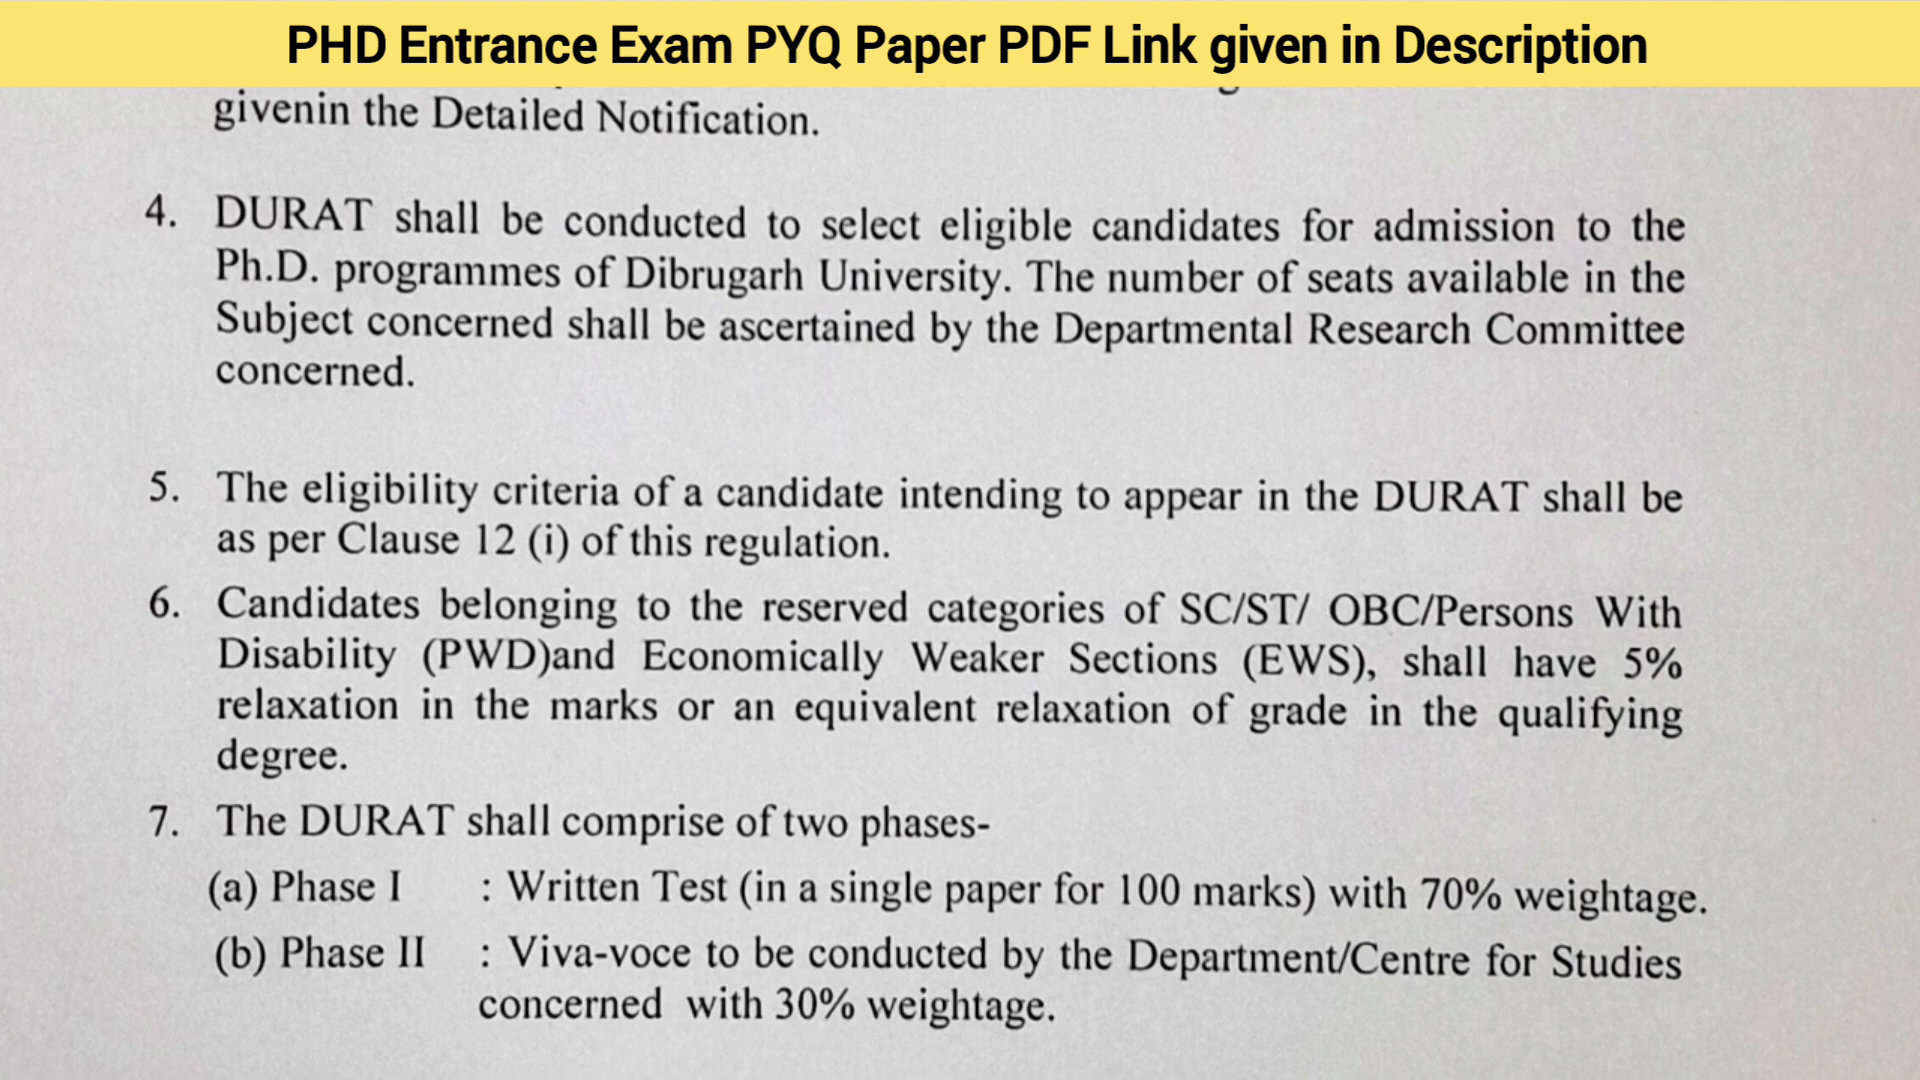 PHD Entrance Exam PYQ Paper PDF Link given in Description
givenin the Detailed Notification.
4. DURAT shall be conducted to select eligible candidates for admission to the
Ph.D. programmes of Dibrugarh University. The number of seats available in the
Subject concerned shall be ascertained by the Departmental Research Committee
concerned.
5. The eligibility criteria of a candidate intending to appear in the DURAT shall be
as per Clause 12 (i) of this regulation.
6. Candidates belonging to the reserved categories of SC/ST/ OBC/Persons With
Disability (PWD)and Economically Weaker Sections (EWS), shall have 5%
relaxation in the marks or an equivalent relaxation of grade in the qualifying
degree.
7. The DURAT shall comprise of two phases-
(a) Phase I : Written Test (in a single paper for 100 marks) with 70% weightage.
(b) Phase II : Viva-voce to be conducted by the Department/Centre for Studies
concerned with 30% weightage.